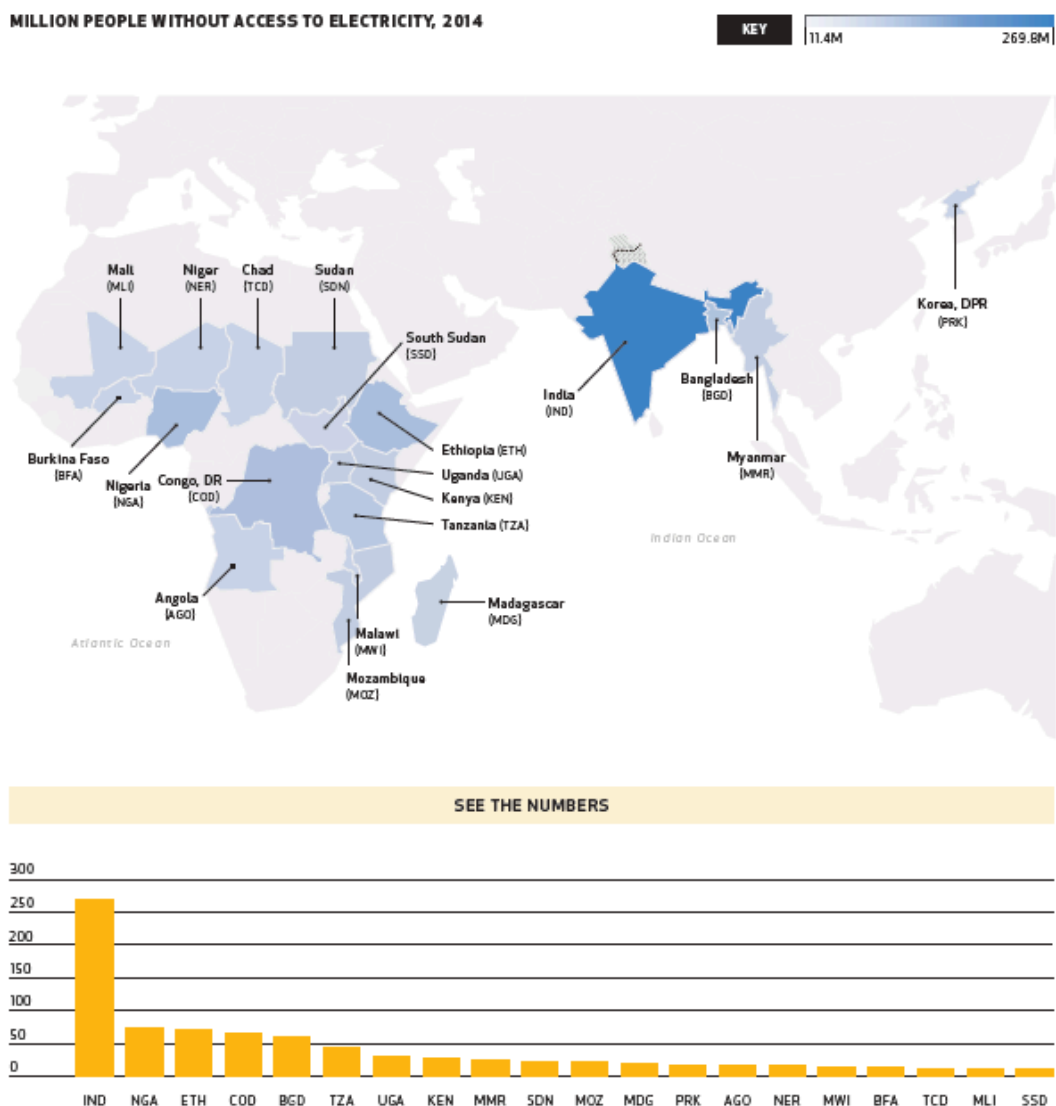 MILLION PEOPLE WITHOUT ACCESS TO ELECTRICITY, 2014
KEY
11.4M
269.8M
Mali
(MLI)
Niger
(NER)
Chad
(TCD)
Sudan
(SDN)
South Sudan
(SSD)
Korea, DPR
(PRK)
India
(IND)
Bangladesh
(BGD)
Myanmar
(MMR)
Burkina Faso
(BFA)
Nigeria
(NGA)
Congo, DR
(COD)
Ethiopia (ETH)
Uganda (UGA)
Kenya (KEN)
Tanzania (TZA)
Indian Ocean
Angola
(AGO)
Madagascar
(MDG)
Malawi
(MWI)
Mozambique
(MOZ)
Atlantic Ocean
SEE THE NUMBERS
300
250
200
150
100
50
0
IND NGA ETH COD BGD TZA UGA KEN MMR SDN MOZ MDG PRK AGO NER MWI BFA TCD MLI SSD